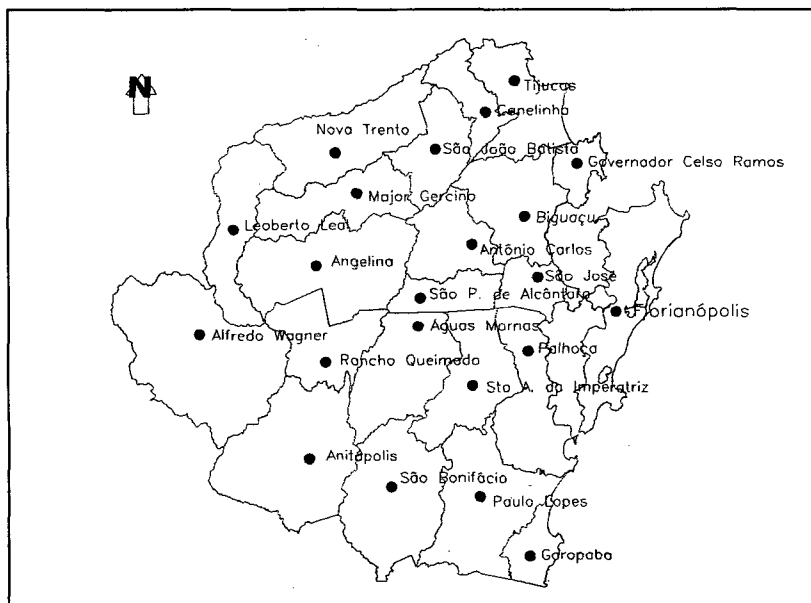 N
Tijucas
Canelinha
Nova Trento
São João Batista
Governador Celso Ramos
Major Gercino
Biguaçu
Leoberto Leal
Antônio Carlos
Angelina
São José
São P. de Alcântara
Florianópolis
Águas Mornas
Alfredo Wagner
Palhoça
Rancho Queimado
Sto A. da Imperatriz
Anitápolis
São Bonifácio
Paulo Lopes
Garopaba